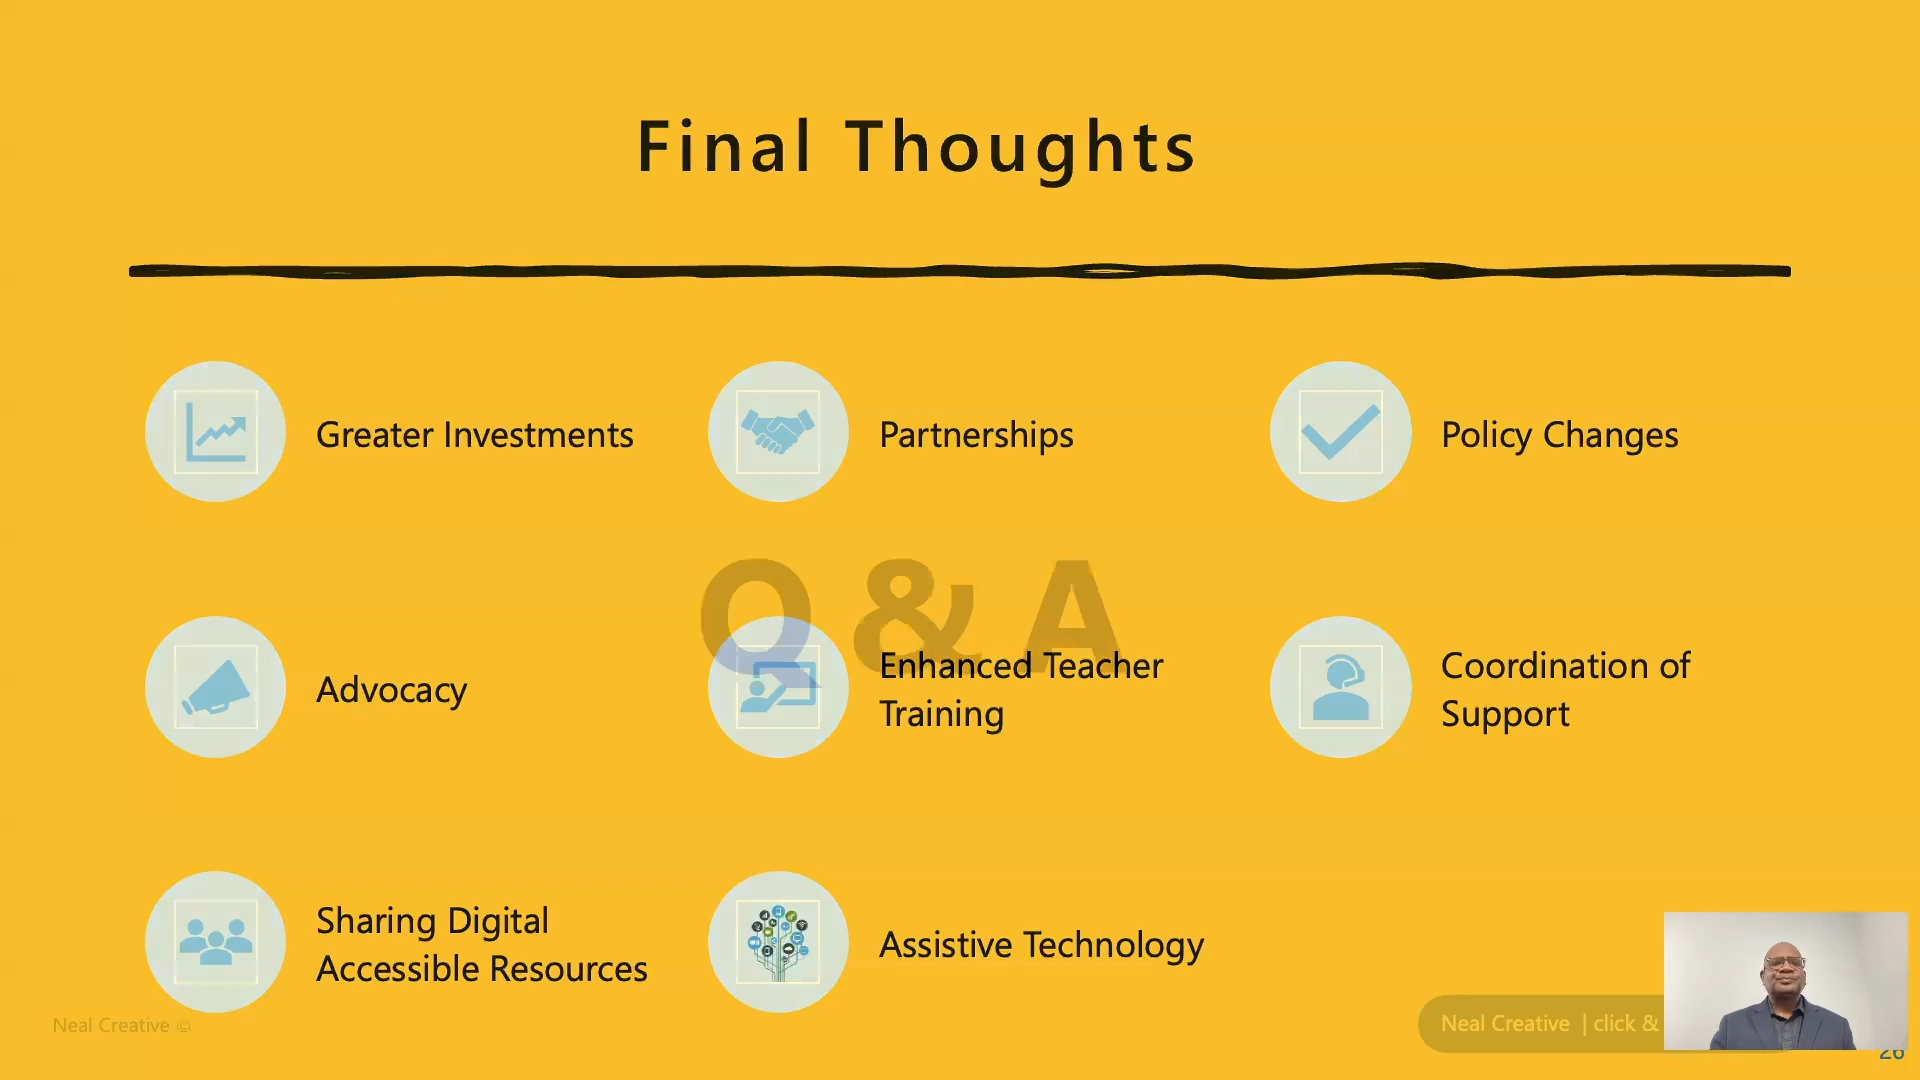 Final Thoughts
Greater Investments
Partnerships
Policy Changes
Q & A
Advocacy
Enhanced Teacher
Training
Coordination of
Support
Sharing Digital
Accessible Resources
Assistive Technology
Neal Creative ©
Neal Creative | click &
26